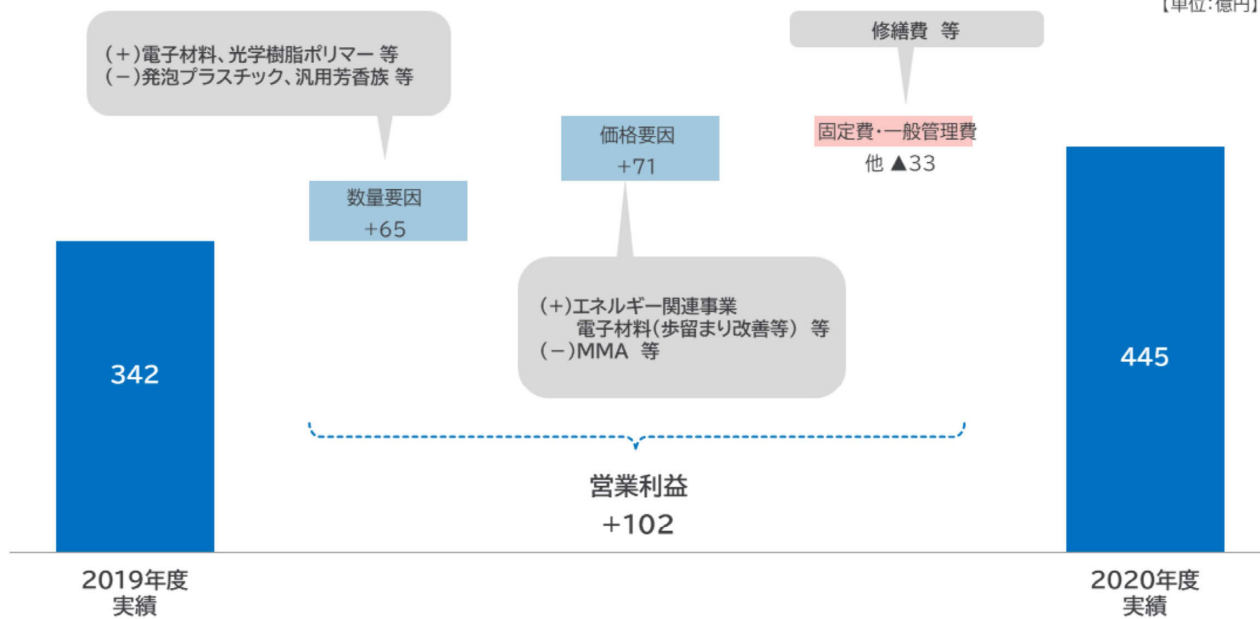 【単位:億円】
(+)電子材料、光学樹脂ポリマー 等
(-)発泡プラスチック、汎用芳香族 等
修繕費 等
価格要因
+71
固定費・一般管理費
他 ▲33
数量要因
+65
(+)エネルギー関連事業
電子材料(歩留まり改善等) 等
(-)MMA 等
342
445
営業利益
+102
2019年度
実績
2020年度
実績